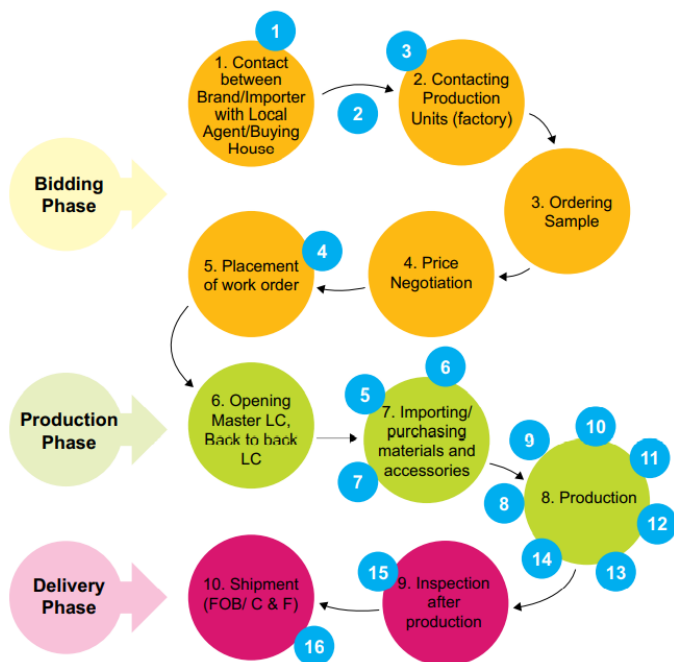 1
1. Contact
between
Brand/Importer
with Local
Agent/Buying
House
2
3
2. Contacting
Production
Units (factory)
Bidding
Phase
3. Ordering
Sample
4. Price
Negotiation
4
5. Placement
of work order
Production
Phase
6. Opening
Master LC,
Back to back
LC
5
6
7. Importing/
purchasing
materials and
accessories
7
8
9
10
11
12
13
14
8. Production
Delivery
Phase
15
9. Inspection
after
production
10. Shipment
(FOB/ C & F)
16